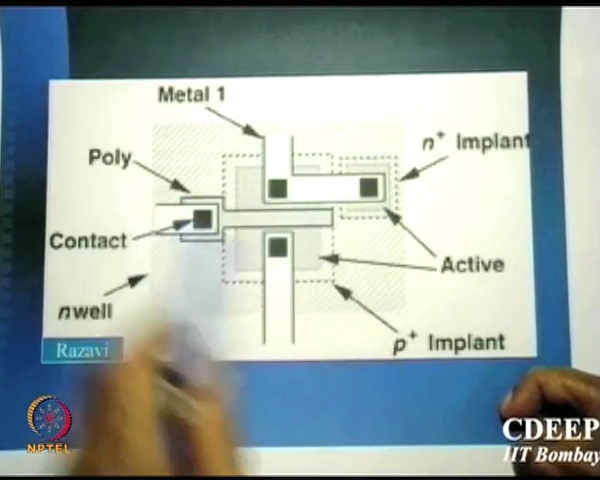 Metal 1
n+ Implant
Poly
Contact
Active
nwell
p+ Implant
Razavi
NPTEL
CDEEP
IIT Bombay